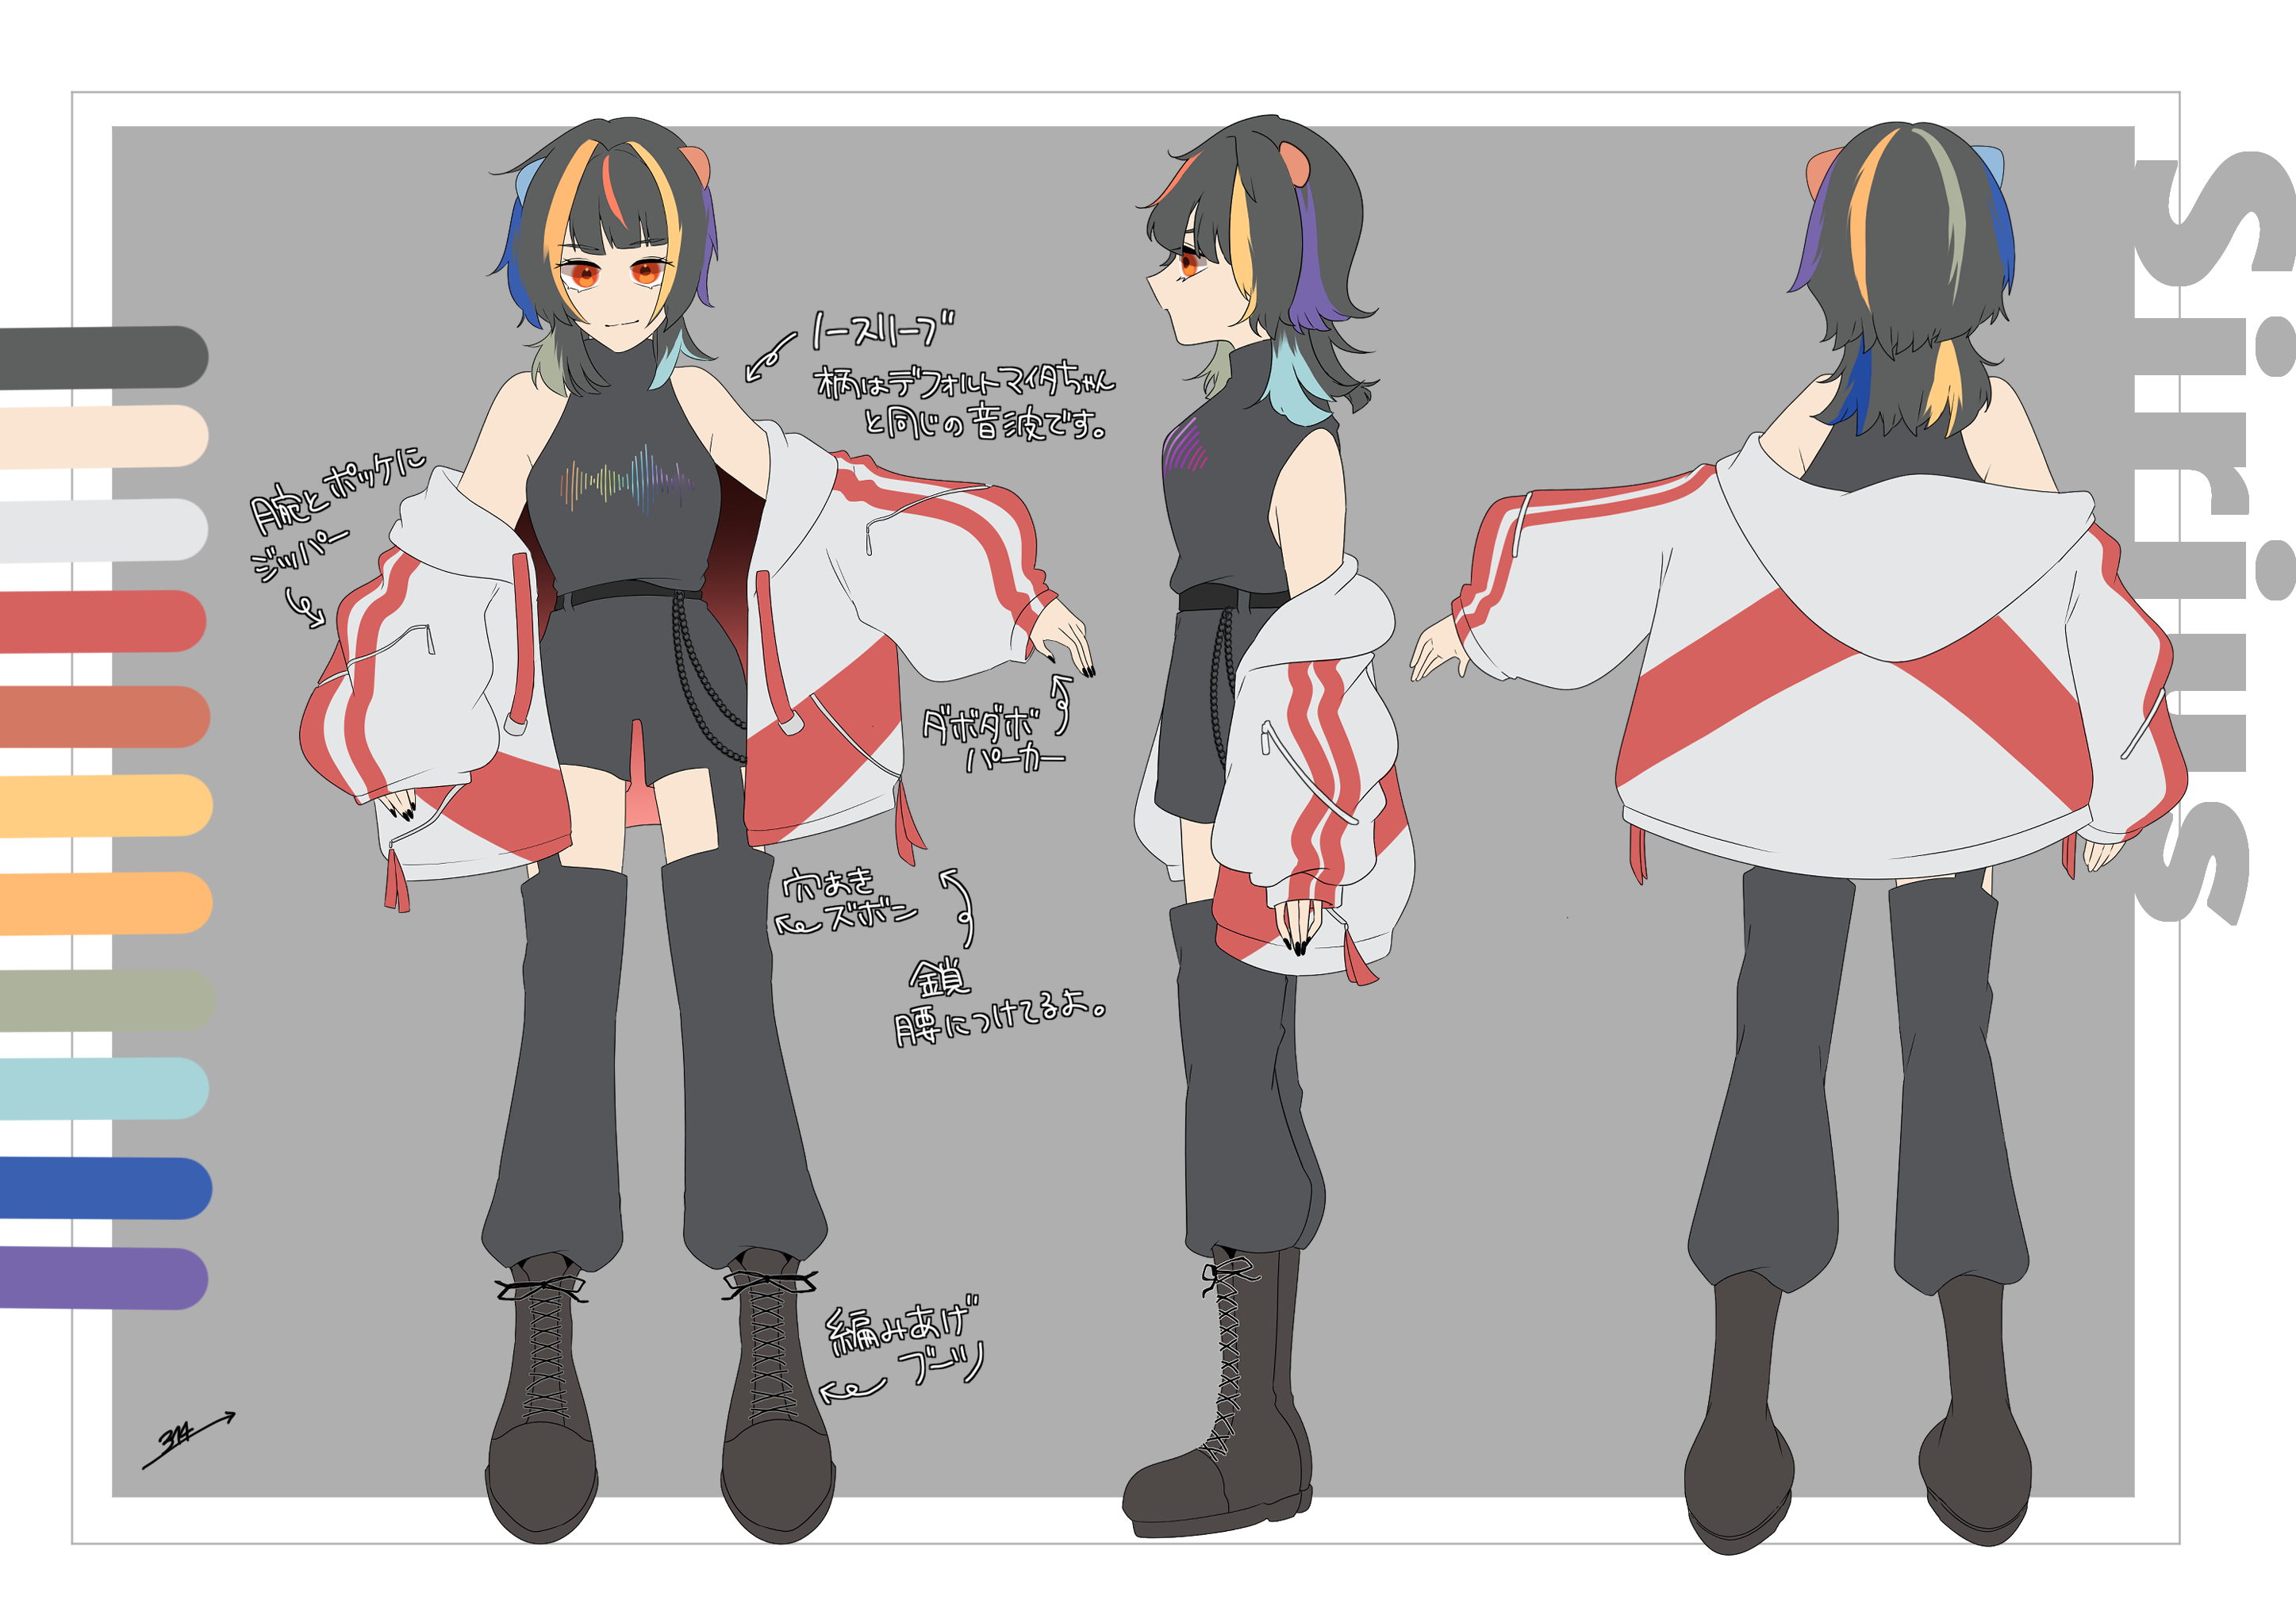 Sirius
ノースリーブ
柄はデフォルトマイタちゃん
と同じの音波です。
腕とポッケに
ジッパー
ダボダボ
パーカー
穴あき
ズボン
鎖
腰につけてるよ。
編みあげ
ブーツ
314